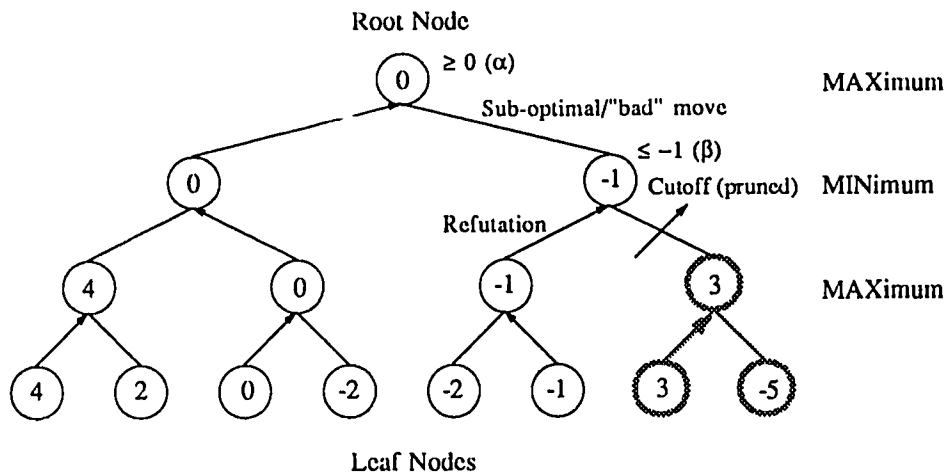 Root Node
0
≥ 0 (α)
MAXimum
Sub-optimal/"bad" move
≤ −1 (β)
0
-1
Cutoff (pruned)
MINimum
Refutation
4
0
-1
3
MAXimum
4
2
0
-2
-2
-1
3
-5
Leaf Nodes